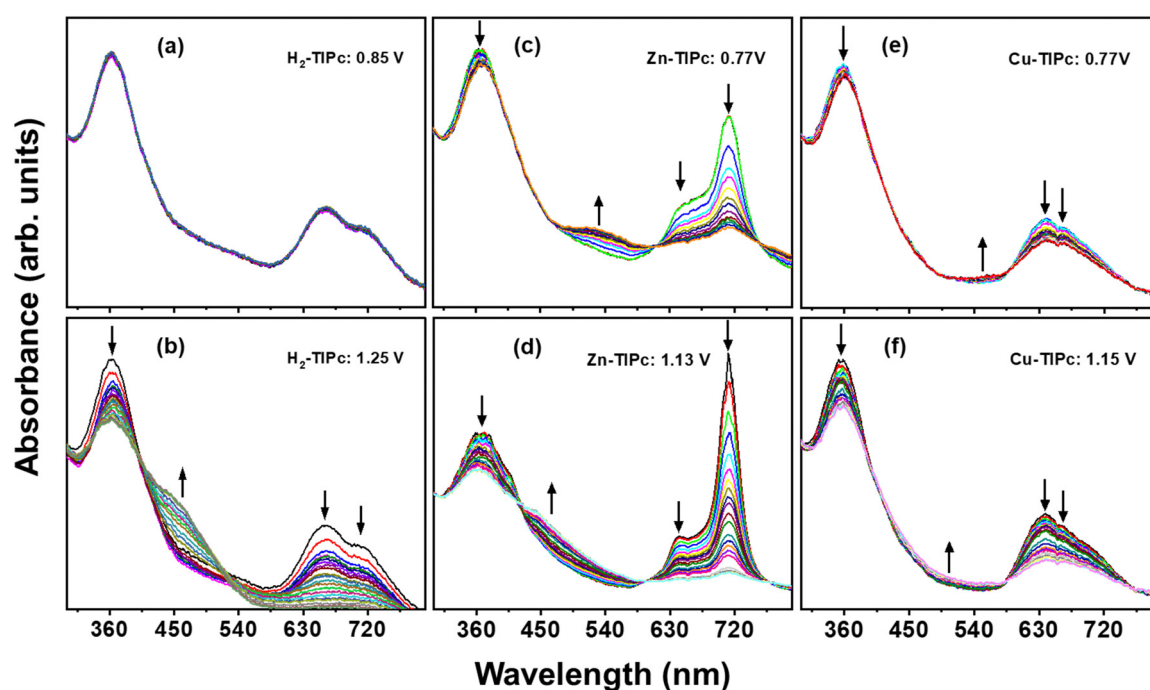 (a)
H₂-TIPc: 0.85 V
(c)
Zn-TIPc: 0.77V
(e)
Cu-TIPc: 0.77V
(b)
H₂-TIPc: 1.25 V
(d)
Zn-TIPc: 1.13 V
(f)
Cu-TIPc: 1.15 V
Absorbance (arb. units)
360 450 540 630 720 360 450 540 630 720 360 450 540 630 720
Wavelength (nm)